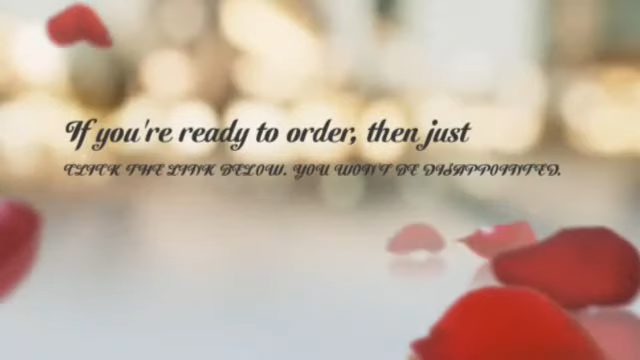 If you're ready to order, then just
CLICK THE LINK BELOW. YOU WON'T BE DISAPPOINTED.